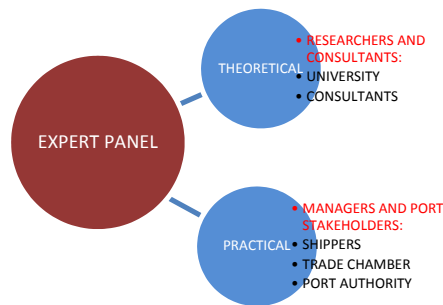 EXPERT PANEL
THEORETICAL
• RESEARCHERS AND
CONSULTANTS:
• UNIVERSITY
• CONSULTANTS
PRACTICAL
• MANAGERS AND PORT
STAKEHOLDERS:
• SHIPPERS
• TRADE CHAMBER
• PORT AUTHORITY